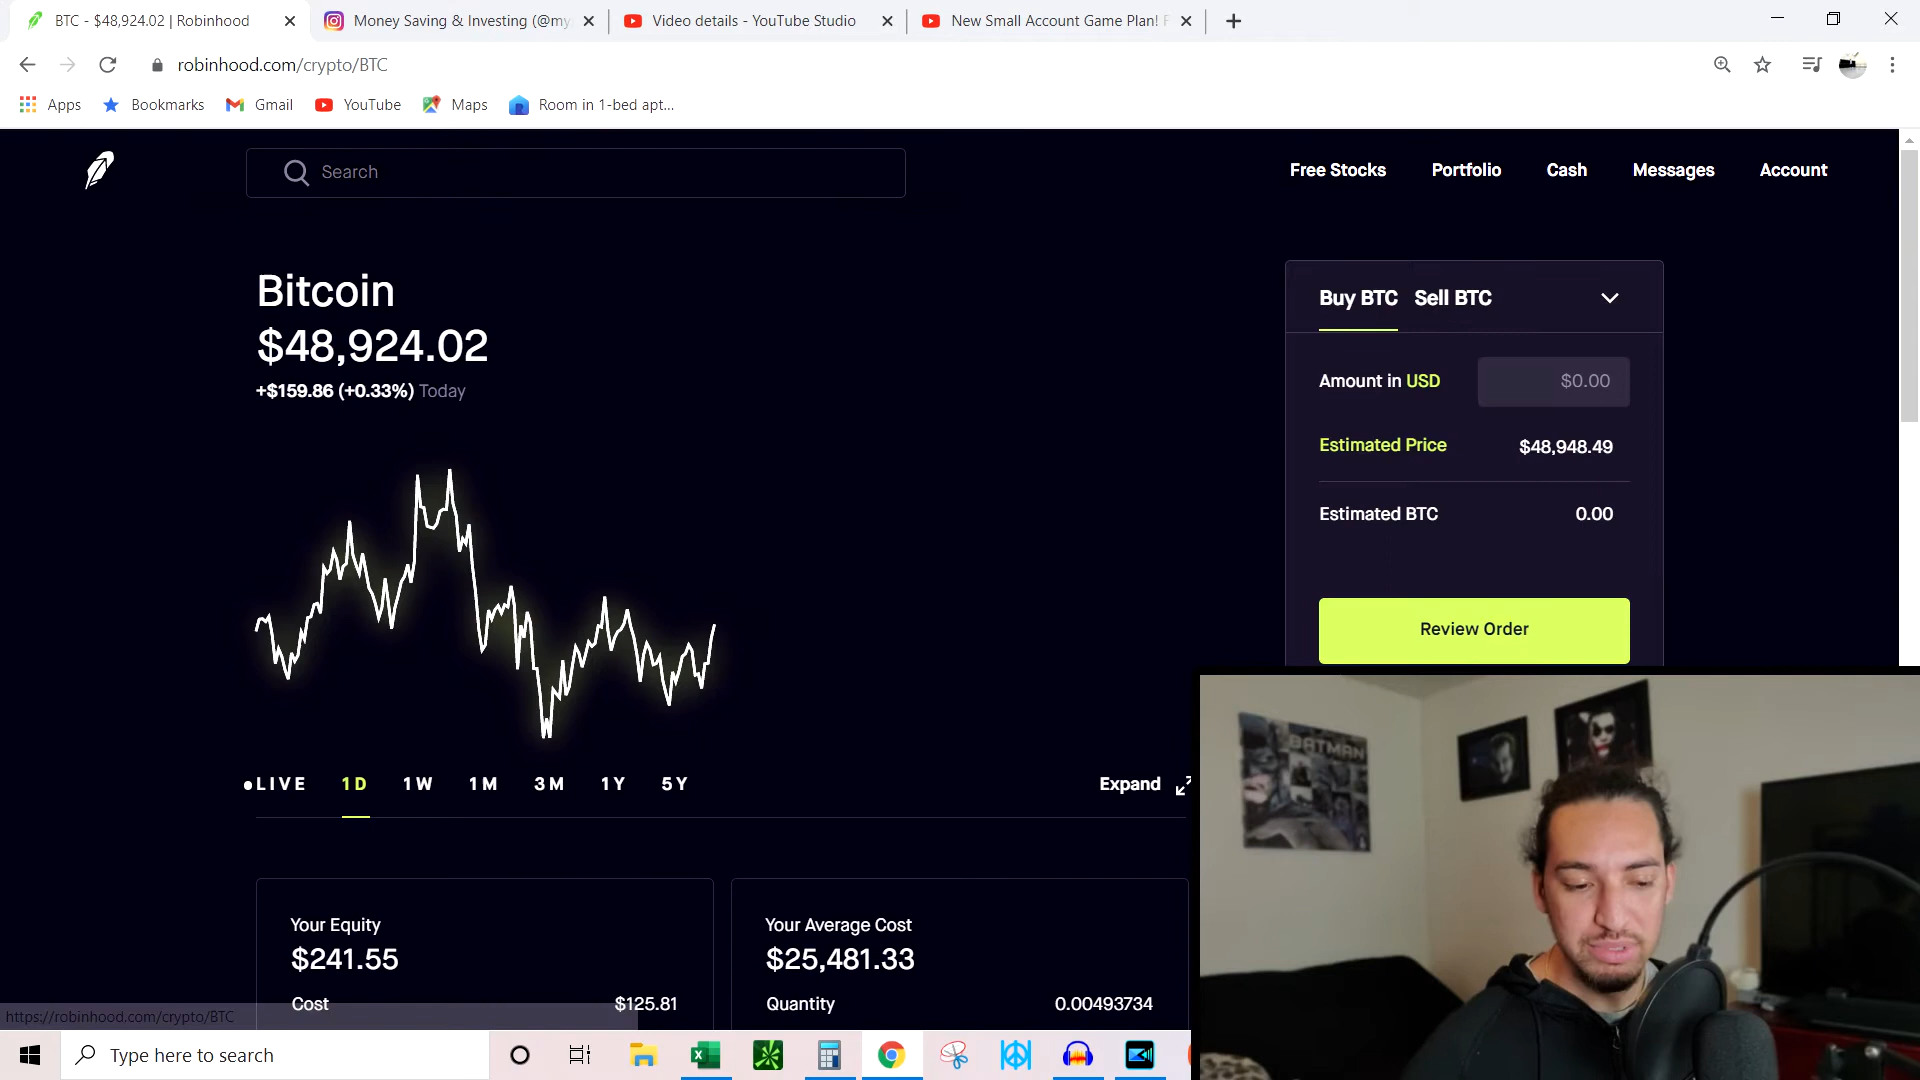 BTC - $48,924.02 | Robinhood
Money Saving & Investing (@my
Video details - YouTube Studio
New Small Account Game Plan! F
robinhood.com/crypto/BTC
Apps
Bookmarks
Gmail
YouTube
Maps
Room in 1-bed apt...
Search
Free Stocks
Portfolio
Cash
Messages
Account
Bitcoin
$48,924.02
+$159.86 (+0.33%) Today
Buy BTC
Sell BTC
Amount in USD
$0.00
Estimated Price
$48,948.49
Estimated BTC
0.00
Review Order
LIVE
1D
1W
1M
3M
1Y
5Y
Expand
BATMAN
Your Equity
$241.55
Cost
$125.81
Your Average Cost
$25,481.33
Quantity
0.00493734
https://robinhood.com/crypto/BTC
Type here to search